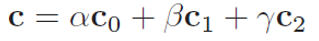 c = αc₀ + βc₁ + γc₂